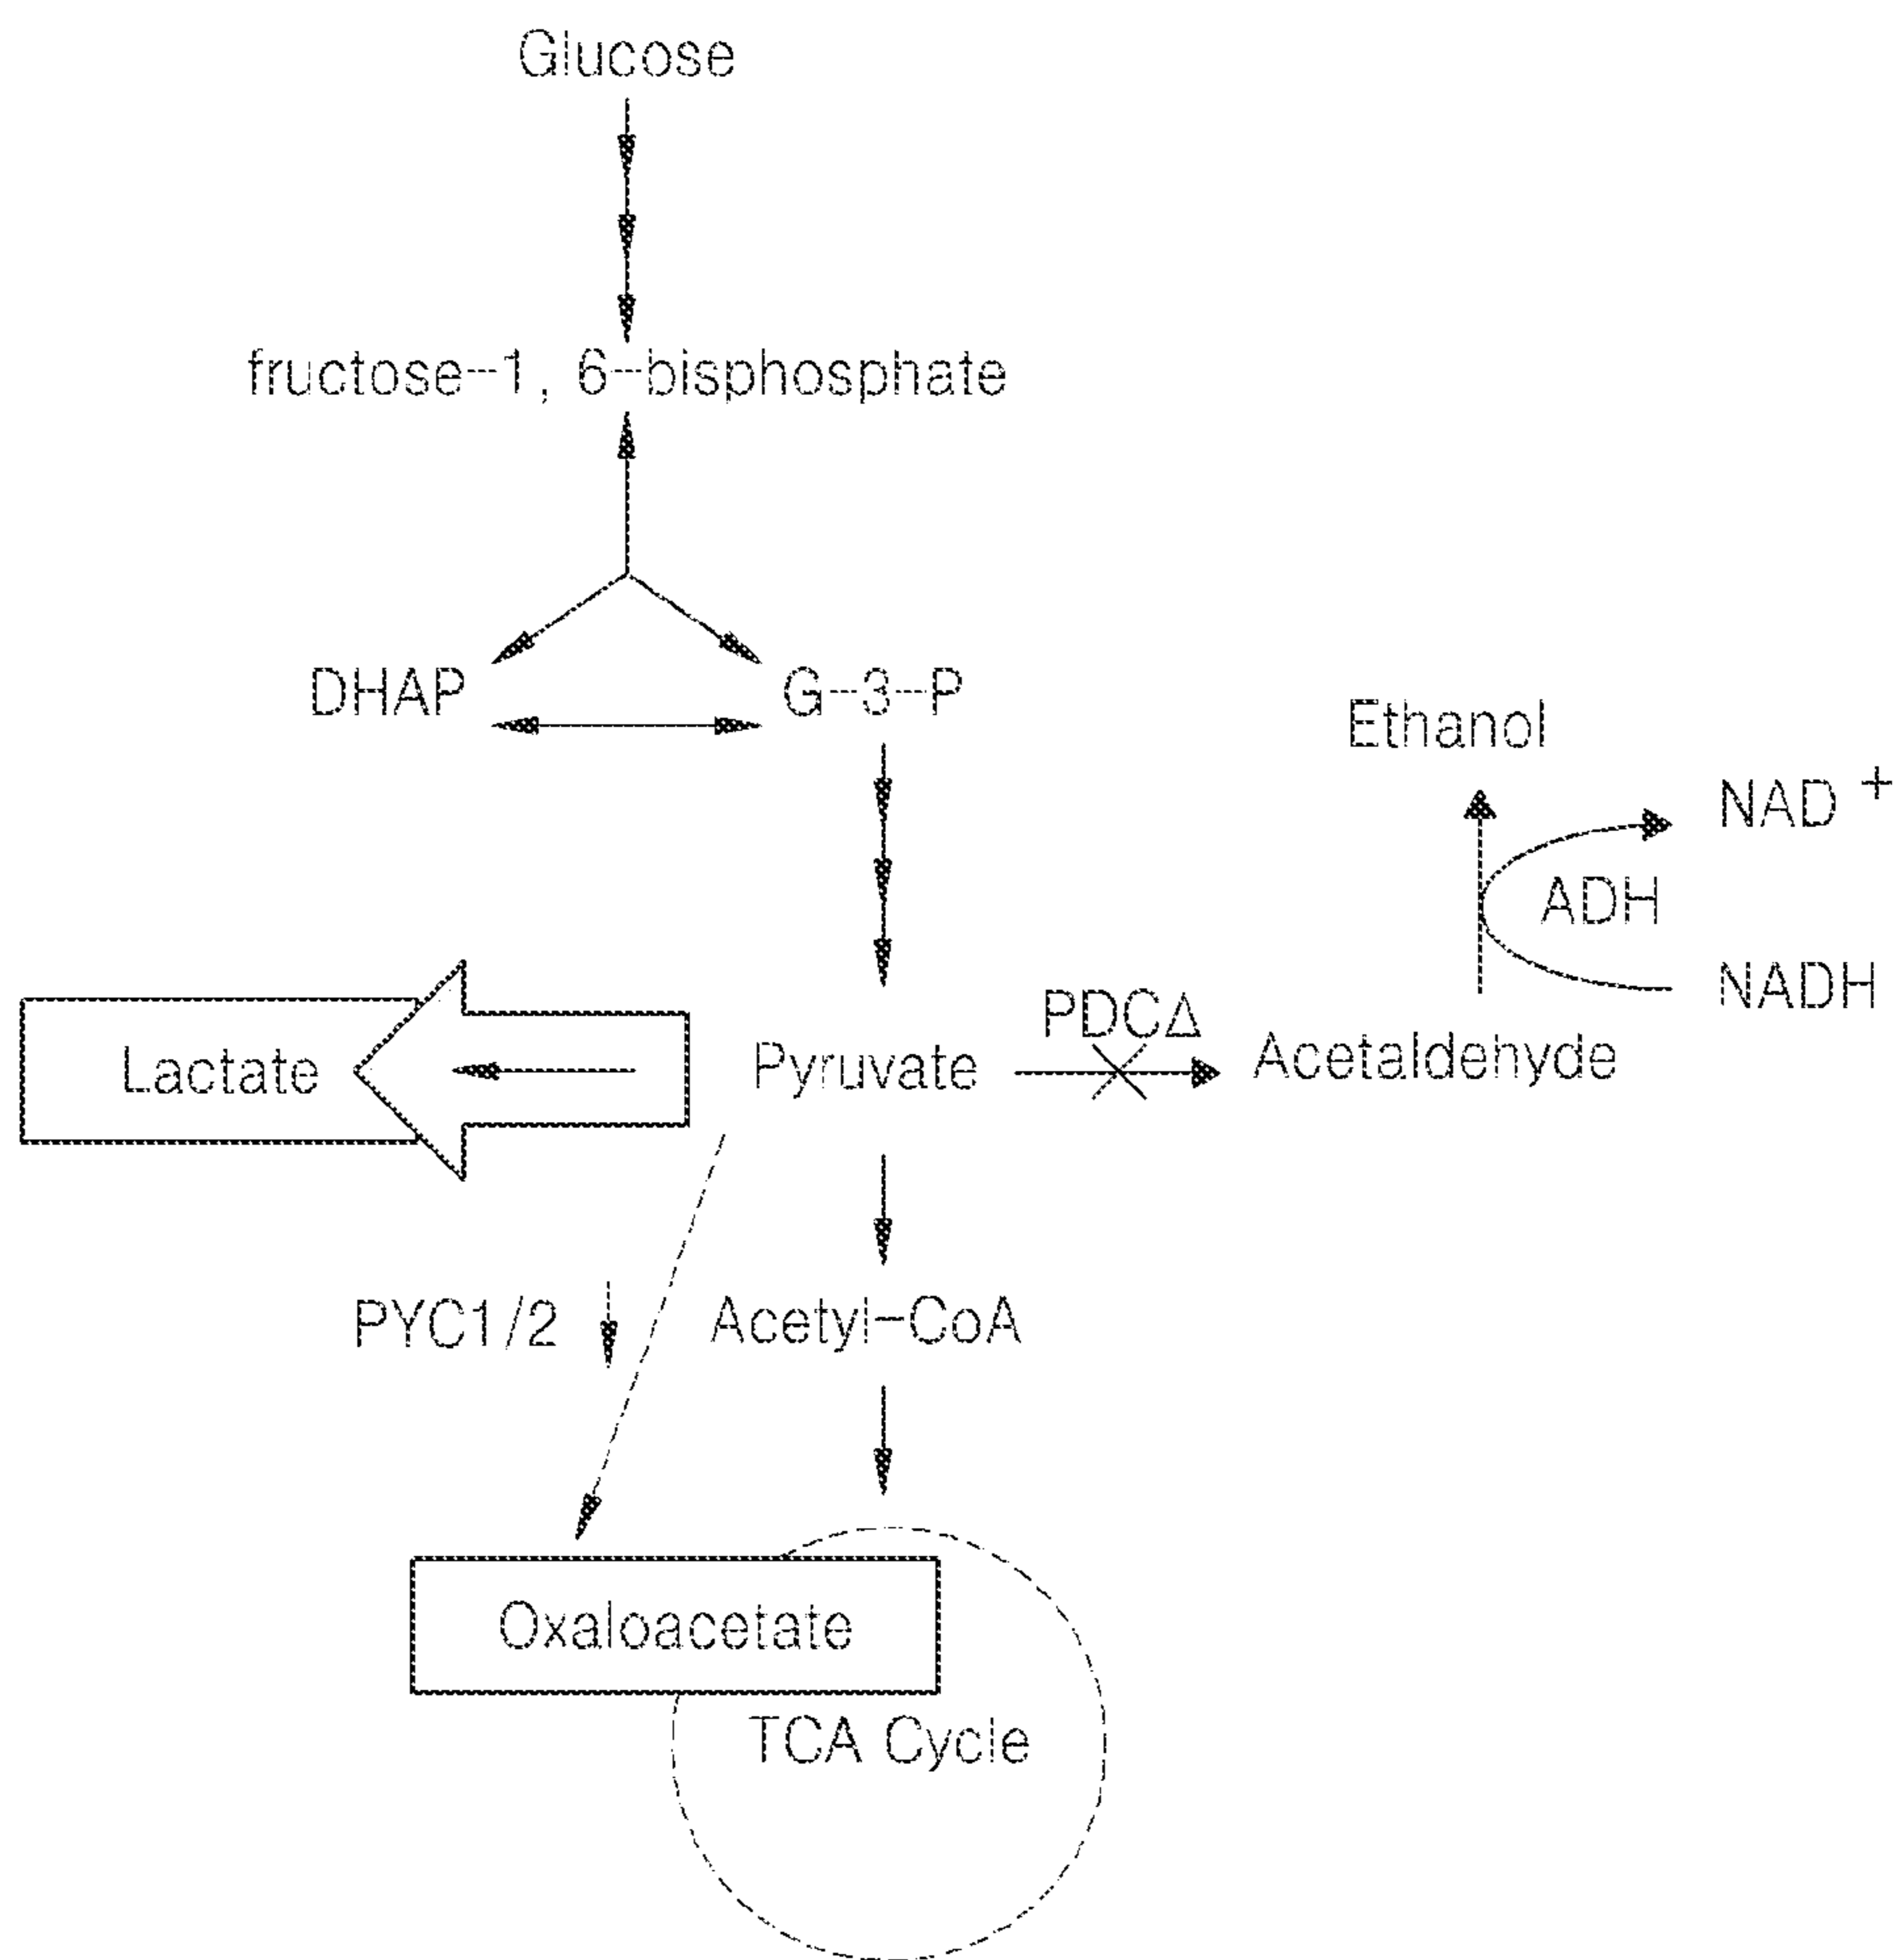 Glucose
fructose-1, 6-bisphosphate
DHAP
G-3-P
Ethanol
NAD +
ADH
NADH
PDCΔ
Lactate
Pyruvate
Acetaldehyde
PYC1/2
Acetyl-CoA
Oxaloacetate
TCA Cycle